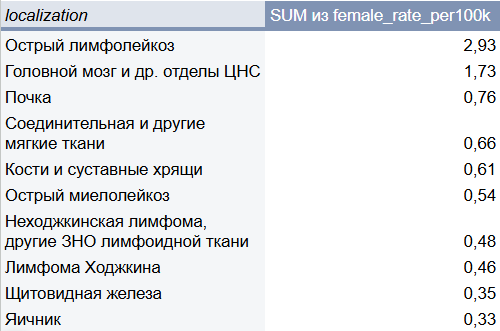 localization SUM из female_rate_per100k
Острый лимфолейкоз 2,93
Головной мозг и др. отделы ЦНС 1,73
Почка 0,76
Соединительная и другие
мягкие ткани 0,66
Кости и суставные хрящи 0,61
Острый миелолейкоз 0,54
Неходжкинская лимфома,
другие ЗНО лимфоидной ткани 0,48
Лимфома Ходжкина 0,46
Щитовидная железа 0,35
Яичник 0,33